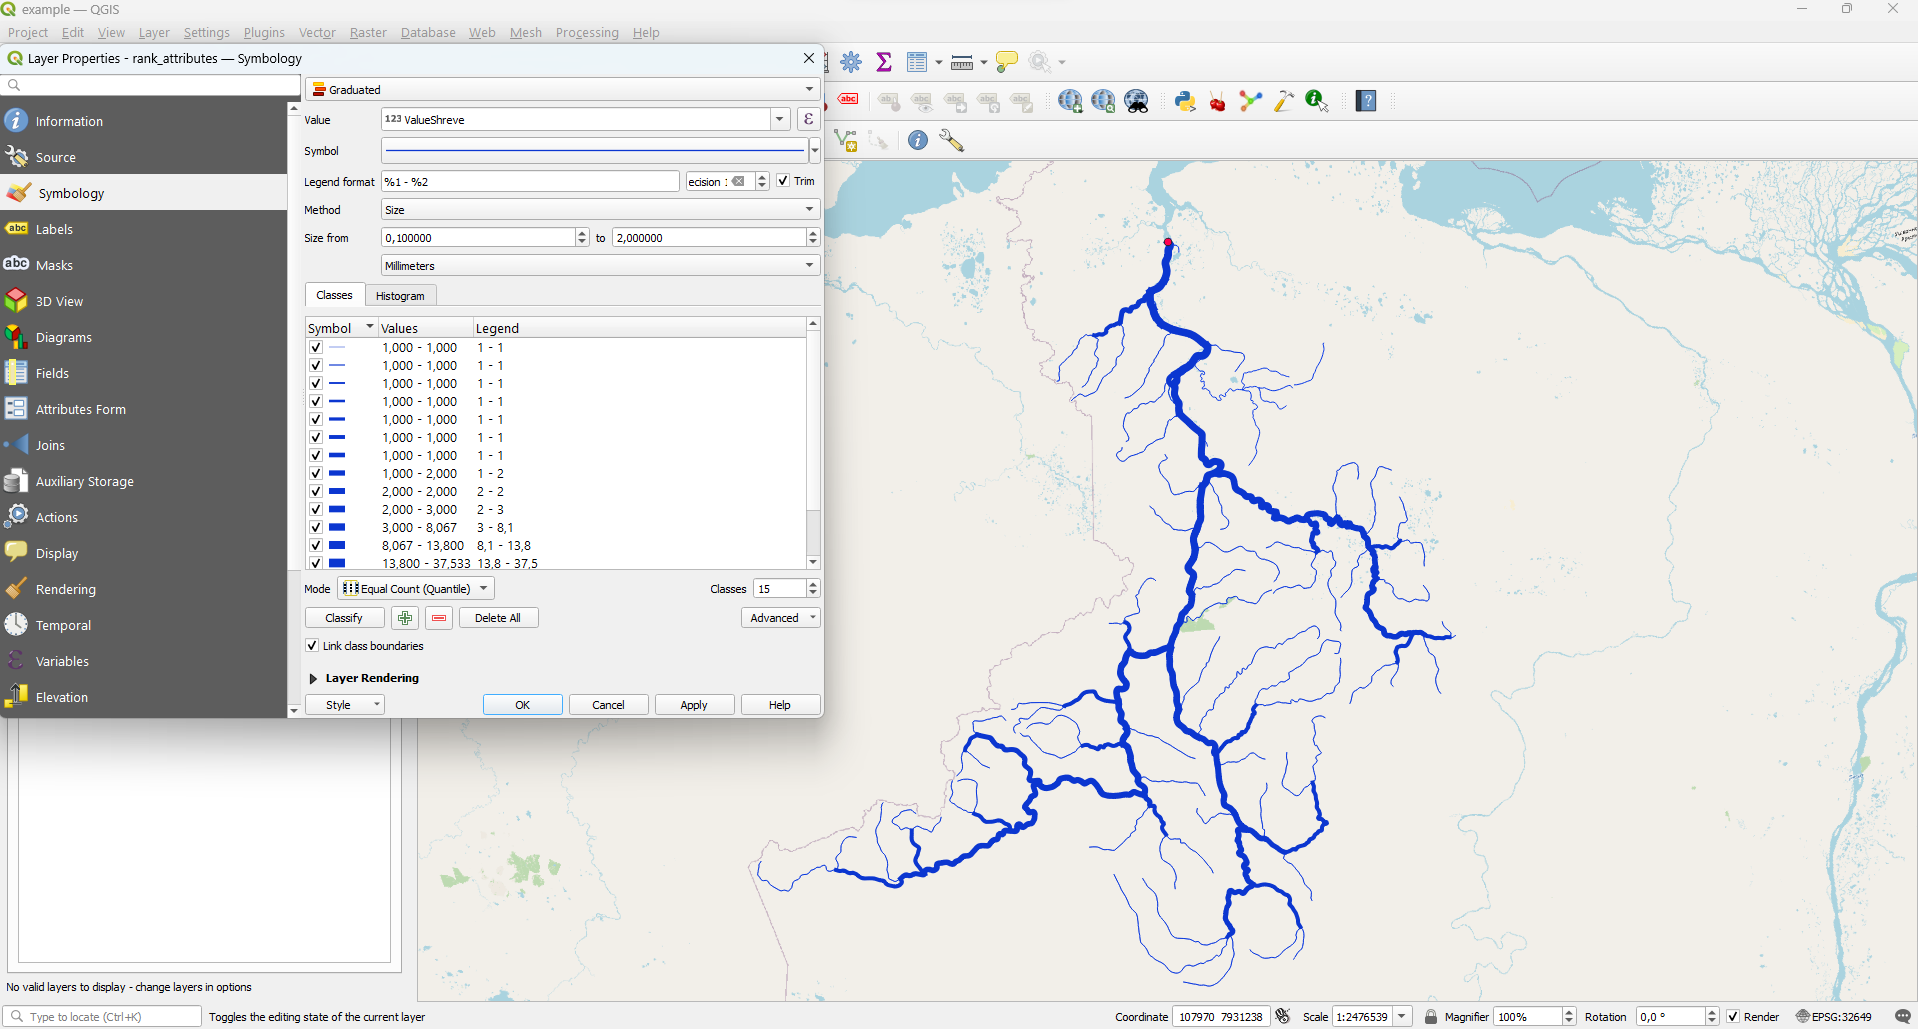 example — QGIS
Project Edit View Layer Settings Plugins Vector Raster Database Web Mesh Processing Help
Layer Properties - rank_attributes — Symbology
Information
Source
Symbology
Labels
Masks
3D View
Diagrams
Fields
Attributes Form
Joins
Auxiliary Storage
Actions
Display
Rendering
Temporal
Variables
Elevation
Graduated
Value 123 ValueShreve ε
Symbol
Legend format %1 - %2 ecision : Trim
Method Size
Size from 0,100000 to 2,000000
Millimeters
Classes Histogram
Symbol Values Legend
1,000 - 1,000 1 - 1
1,000 - 1,000 1 - 1
1,000 - 1,000 1 - 1
1,000 - 1,000 1 - 1
1,000 - 1,000 1 - 1
1,000 - 1,000 1 - 1
1,000 - 1,000 1 - 1
1,000 - 2,000 1 - 2
2,000 - 2,000 2 - 2
2,000 - 3,000 2 - 3
3,000 - 8,067 3 - 8,1
8,067 - 13,800 8,1 - 13,8
13,800 - 37,533 13,8 - 37,5
Mode Equal Count (Quantile) Classes 15
Classify Delete All Advanced
Link class boundaries
Layer Rendering
Style OK Cancel Apply Help
No valid layers to display - change layers in options
Type to locate (Ctrl+K) Toggles the editing state of the current layer
Coordinate 107970 7931238 Scale 1:2476539 Magnifier 100% Rotation 0,0 ° Render EPSG:32649